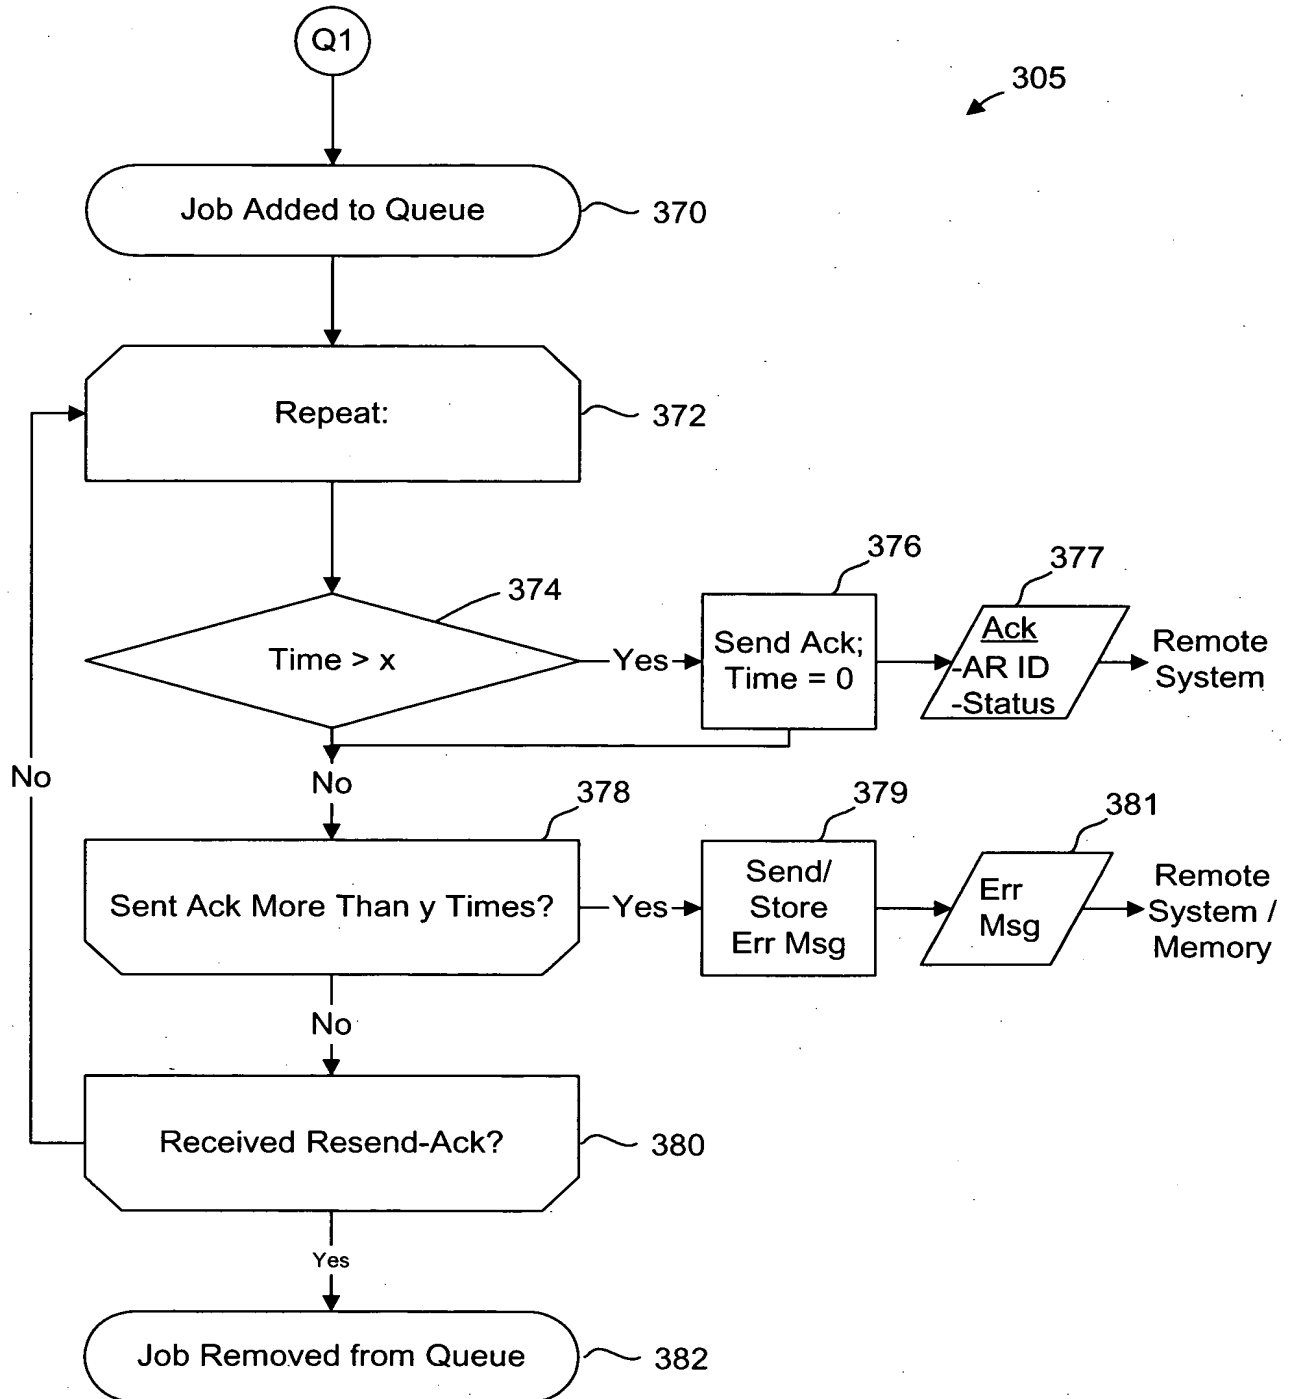 Q1
305
Job Added to Queue
370
Repeat:
372
374
376
377
Time > x
Yes
Send Ack;
Time = 0
Ack
-AR ID
-Status
Remote
System
No
No
378
379
381
Sent Ack More Than y Times?
Yes
Send/
Store
Err Msg
Err
Msg
Remote
System /
Memory
No
Received Resend-Ack?
380
Yes
Job Removed from Queue
382